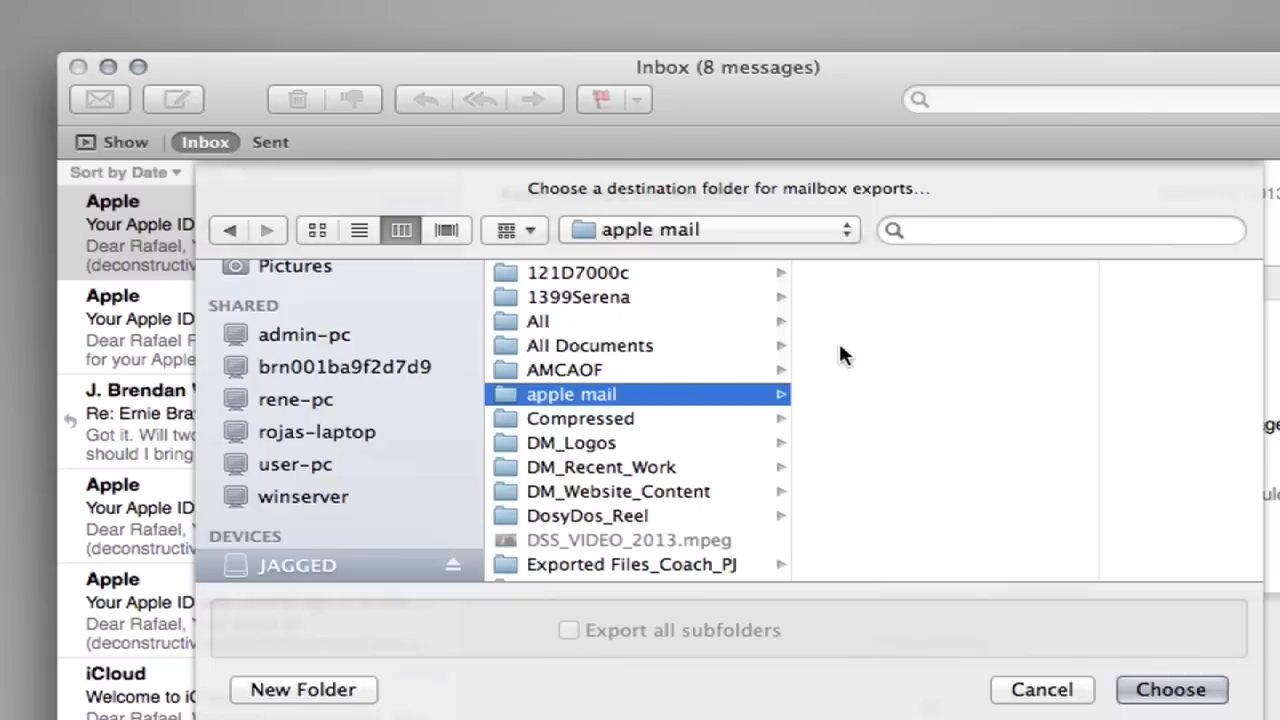 Inbox (8 messages)
Show
Inbox
Sent
Sort by Date
Apple
Your Apple ID
Dear Rafael,
(deconstructiv
Apple
Your Apple ID
Dear Rafael
for your Apple
J. Brendan
Re: Ernie Bra
Got it. Will two
should I bring
Apple
Your Apple ID
Dear Rafael,
(deconstructiv
Apple
Your Apple ID
Dear Rafael,
(deconstructiv
iCloud
Welcome to iC
Dear Rafael
Choose a destination folder for mailbox exports...
apple mail
Pictures
SHARED
admin-pc
brn001ba9f2d7d9
rene-pc
rojas-laptop
user-pc
winserver
DEVICES
JAGGED
121D7000c
1399Serena
All
All Documents
AMCAOF
apple mail
Compressed
DM_Logos
DM_Recent_Work
DM_Website_Content
DosyDos_Reel
DSS_VIDEO_2013.mpeg
Exported Files_Coach_PJ
Export all subfolders
New Folder
Cancel
Choose